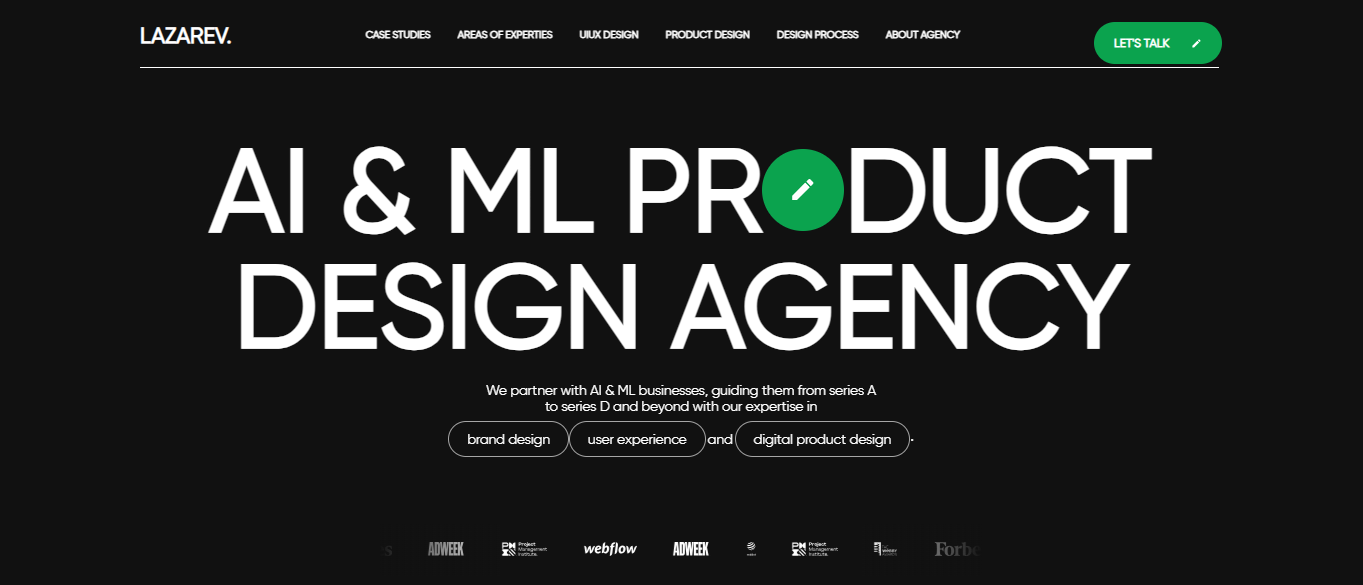 LAZAREV.
CASE STUDIES AREAS OF EXPERTIES UIUX DESIGN PRODUCT DESIGN DESIGN PROCESS ABOUT AGENCY
LET'S TALK
AI & ML PR DUCT
DESIGN AGENCY
We partner with AI & ML businesses, guiding them from series A
to series D and beyond with our expertise in
brand design user experience and digital product design .
ADWEEK Project Management Institute. webflow ADWEEK Project Management Institute. Forbe